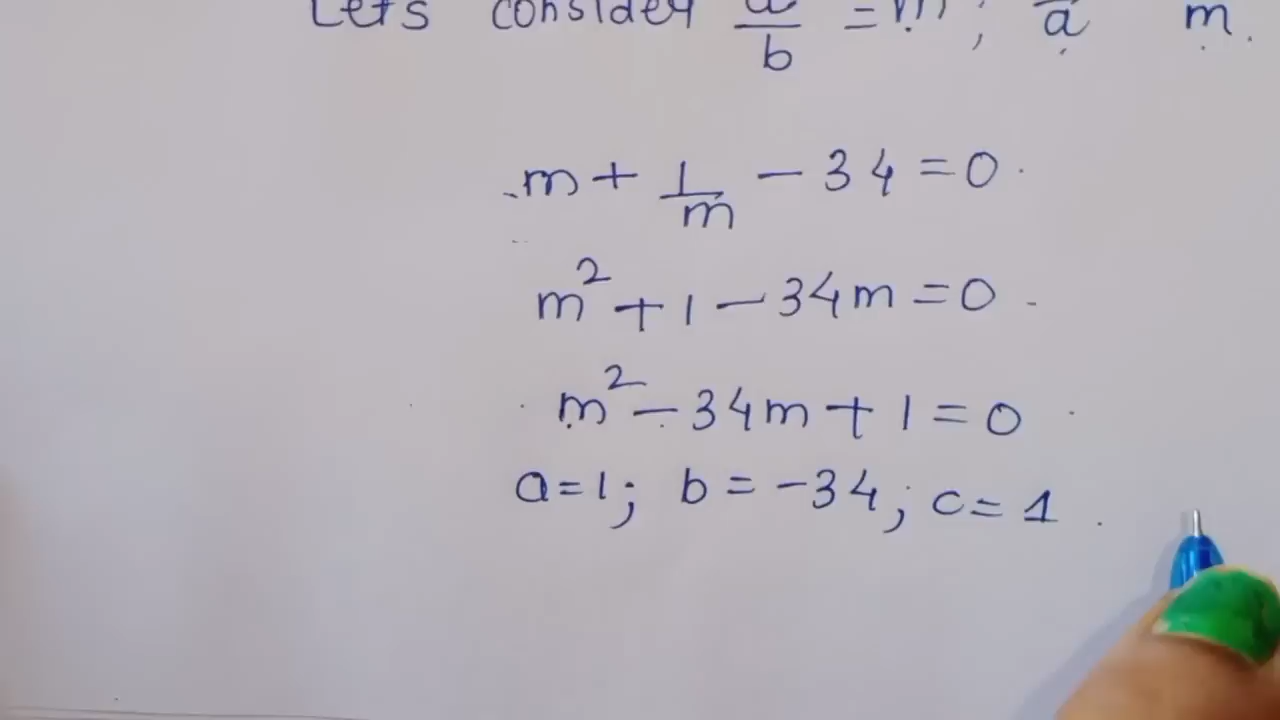 Lets consider a/b = m; /a m.
m + 1/m - 34 = 0.
m² + 1 - 34m = 0.
m² - 34m + 1 = 0
a = 1; b = -34; c = 1.